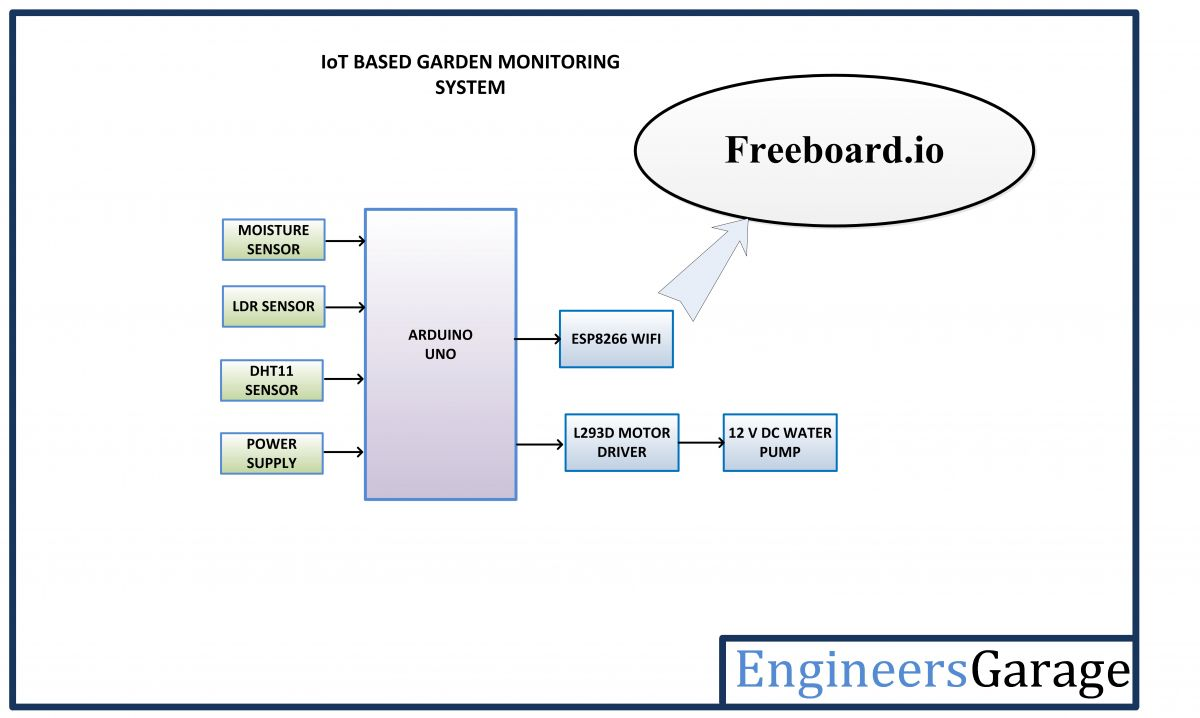 IoT BASED GARDEN MONITORING
SYSTEM
Freeboard.io
MOISTURE
SENSOR
LDR SENSOR
DHT11
SENSOR
POWER
SUPPLY
ARDUINO
UNO
ESP8266 WIFI
L293D MOTOR
DRIVER
12 V DC WATER
PUMP
EngineersGarage